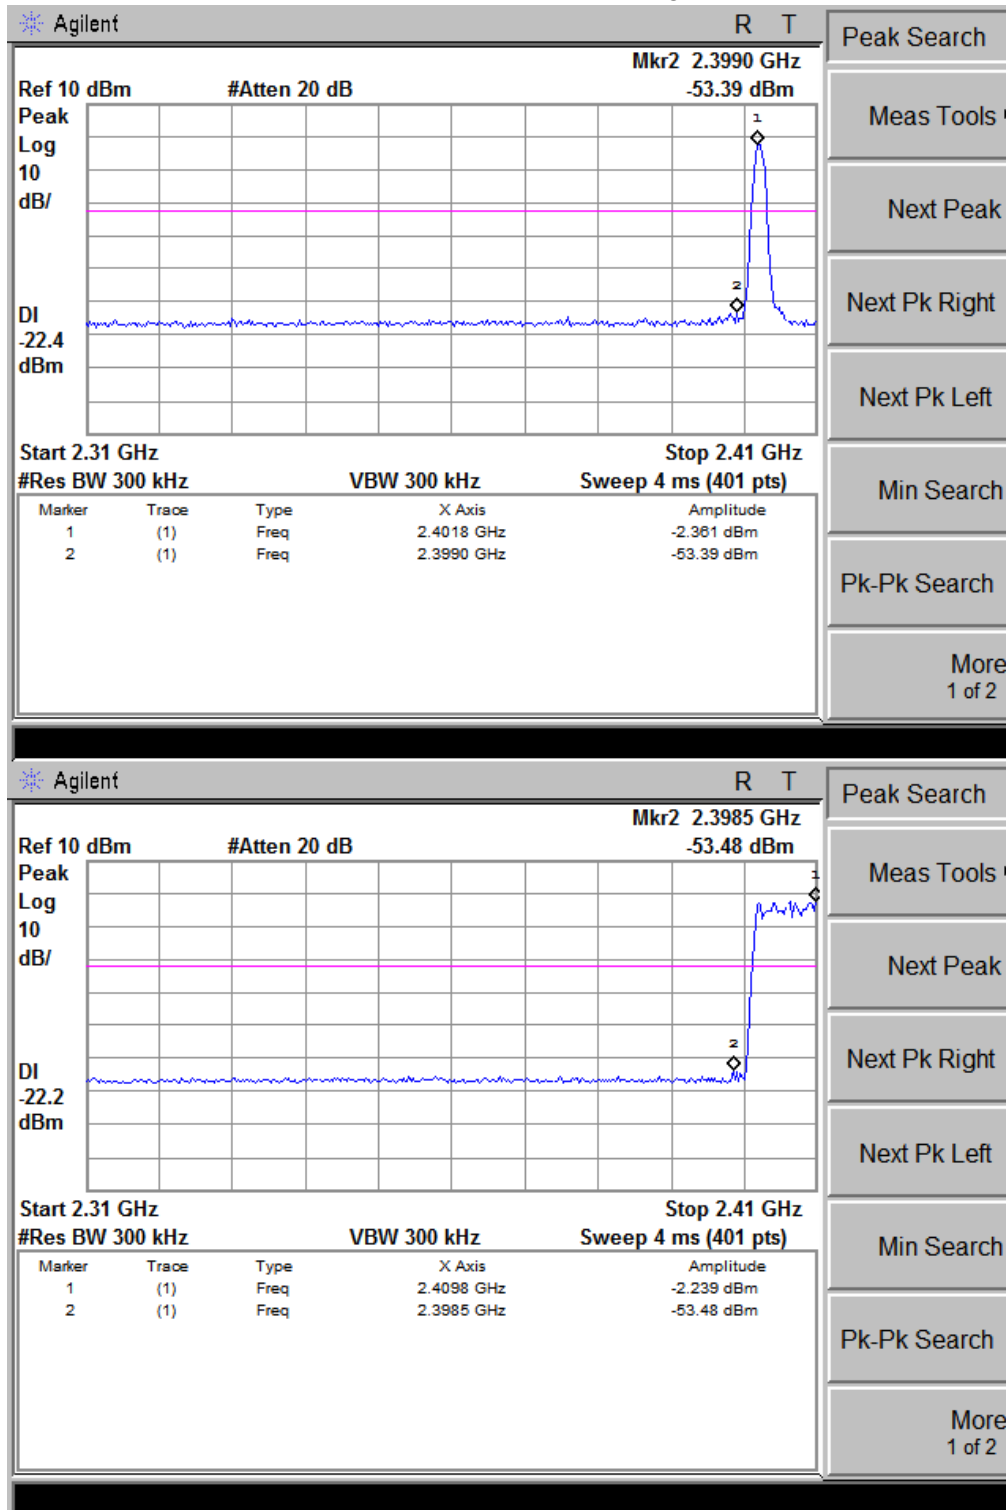 Agilent R T
Peak Search
Mkr2 2.3990 GHz
Ref 10 dBm #Atten 20 dB -53.39 dBm
Peak
Log
10
dB/
1
2
DI
-22.4
dBm
Start 2.31 GHz Stop 2.41 GHz
#Res BW 300 kHz VBW 300 kHz Sweep 4 ms (401 pts)
Marker Trace Type X Axis Amplitude
1 (1) Freq 2.4018 GHz -2.361 dBm
2 (1) Freq 2.3990 GHz -53.39 dBm
Meas Tools
Next Peak
Next Pk Right
Next Pk Left
Min Search
Pk-Pk Search
More
1 of 2
Agilent R T
Peak Search
Mkr2 2.3985 GHz
Ref 10 dBm #Atten 20 dB -53.48 dBm
Peak
Log
10
dB/
1
2
DI
-22.2
dBm
Start 2.31 GHz Stop 2.41 GHz
#Res BW 300 kHz VBW 300 kHz Sweep 4 ms (401 pts)
Marker Trace Type X Axis Amplitude
1 (1) Freq 2.4098 GHz -2.239 dBm
2 (1) Freq 2.3985 GHz -53.48 dBm
Meas Tools
Next Peak
Next Pk Right
Next Pk Left
Min Search
Pk-Pk Search
More
1 of 2